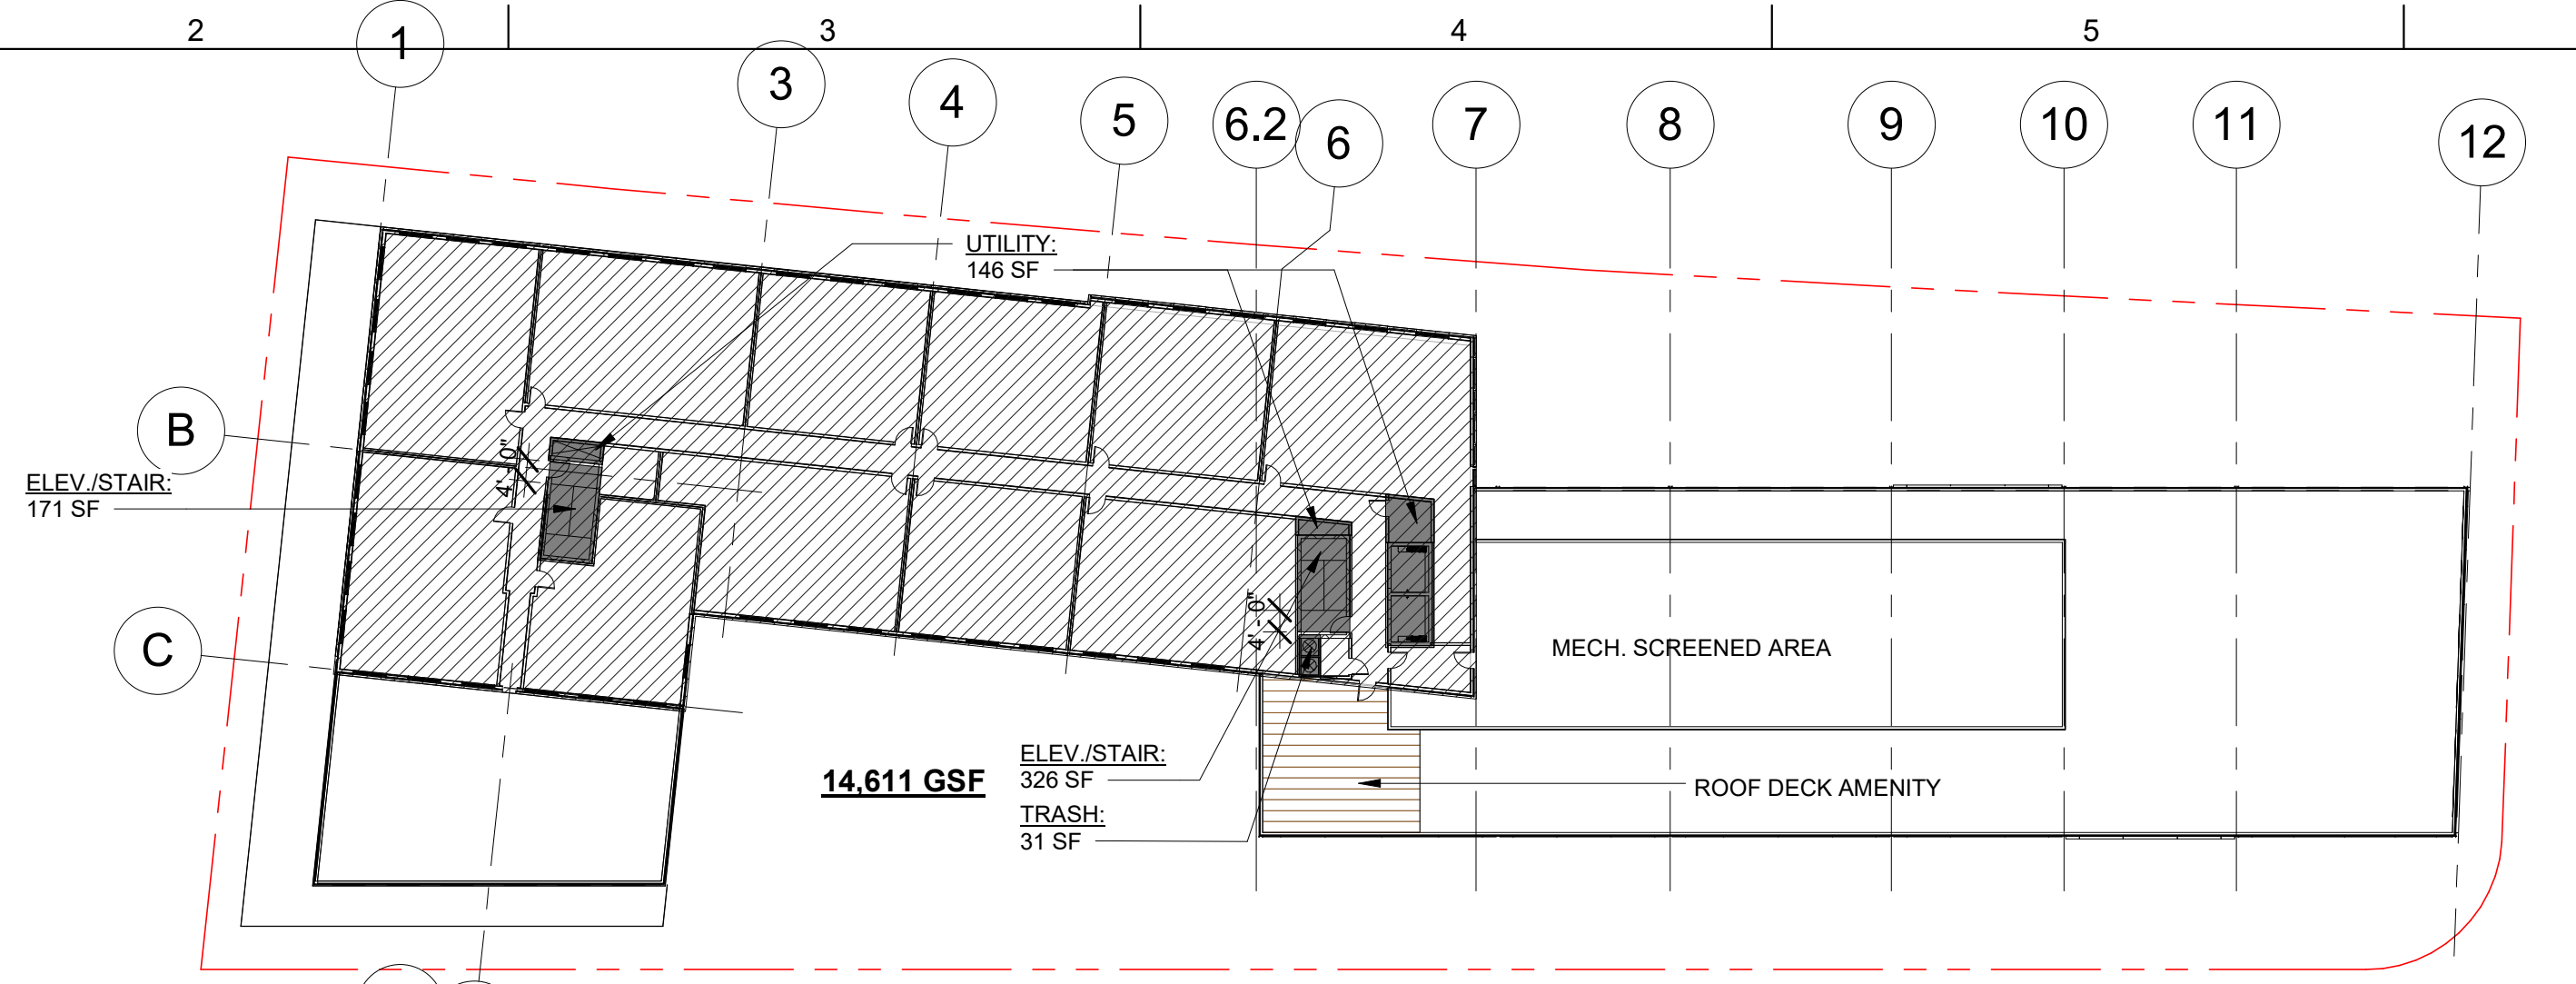 2
3
4
5
1
3
4
5
6.2
6
7
8
9
10
11
12
UTILITY:
146 SF
B
4'-0"
ELEV./STAIR:
171 SF
4'-0"
C
MECH. SCREENED AREA
ELEV./STAIR:
326 SF
14,611 GSF
ROOF DECK AMENITY
TRASH:
31 SF